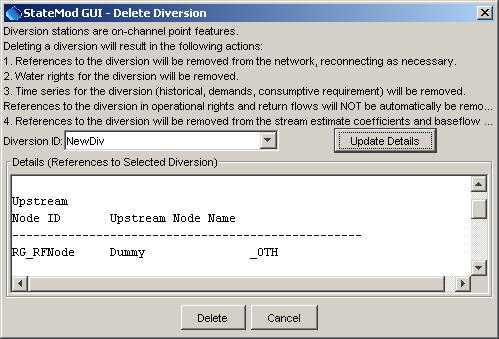 StateMod GUI - Delete Diversion
Diversion stations are on-channel point features.
Deleting a diversion will result in the following actions:
1. References to the diversion will be removed from the network, reconnecting as necessary.
2. Water rights for the diversion will be removed.
3. Time series for the diversion (historical, demands, consumptive requirement) will be removed.
References to the diversion in operational rights and return flows will NOT be automatically be remo...
4. References to the diversion will be removed from the stream estimate coefficients and baseflow ...
Diversion ID: NewDiv Update Details
Details (References to Selected Diversion)
Upstream
Node ID Upstream Node Name
--------------------------------------------------
RG_RFNode Dummy _OTH
Delete Cancel